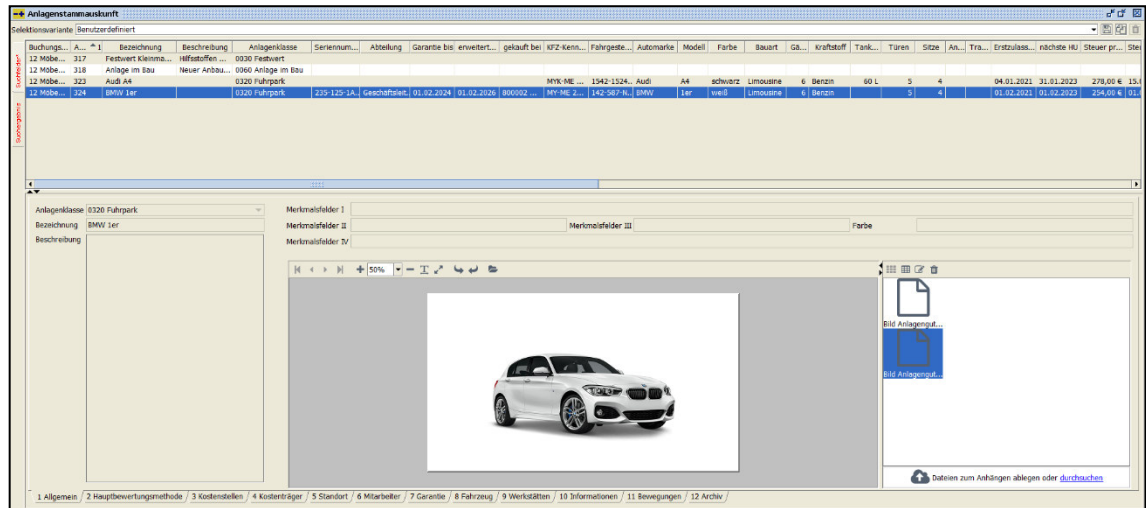 Anlagenstammauskunft
Selektionsvariante Benutzerdefiniert
Buchungs... A... 1 Bezeichnung Beschreibung Anlagenklasse Seriennum... Abteilung Garantie bis erweitert... gekauft bei KFZ-Kenn... Fahrgeste... Automarke Modell Farbe Bauart Gä... Kraftstoff Tank... Türen Sitze An... Tra... Erstzulass... nächste HU Steuer pr... Ste
12 Möbe... 317 Festwert Kleinma... Hilfsstoffen ... 0030 Festwert
12 Möbe... 318 Anlage im Bau Neuer Anbau... 0060 Anlage im Bau
12 Möbe... 323 Audi A4 0320 Fuhrpark MYK-ME ... 1542-1524... Audi A4 schwarz Limousine 6 Benzin 60 L 5 4 04.01.2021 31.01.2023 278,00 € 15.0
12 Möbe... 324 BMW 1er 0320 Fuhrpark 235-125-1A... Geschäftsleit... 01.02.2024 01.02.2026 800002 ... MY-ME 2... 142-587-N... BMW 1er weiß Limousine 6 Benzin 5 4 01.02.2021 01.02.2023 254,00 € 01.0
Suchfelder*
Suchergebnis
Anlagenklasse 0320 Fuhrpark
Bezeichnung BMW 1er
Beschreibung
Merkmalsfelder I
Merkmalsfelder II Merkmalsfelder III Farbe
Merkmalsfelder IV
50%
Bild Anlagengut...
Bild Anlagengut...
Dateien zum Anhängen ablegen oder durchsuchen
1 Allgemein / 2 Hauptbewertungsmethode / 3 Kostenstellen / 4 Kostenträger / 5 Standort / 6 Mitarbeiter / 7 Garantie / 8 Fahrzeug / 9 Werkstätten / 10 Informationen / 11 Bewegungen / 12 Archiv /